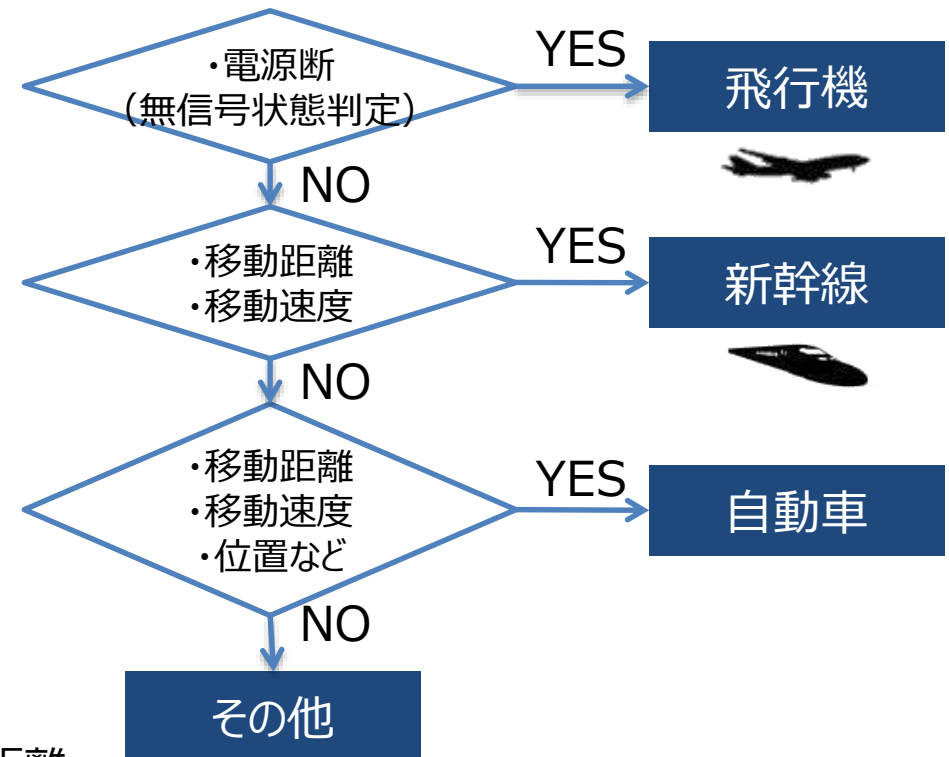 ・電源断
（無信号状態判定）
YES
飛行機
NO
・移動距離
・移動速度
YES
新幹線
NO
・移動距離
・移動速度
・位置など
YES
自動車
NO
その他